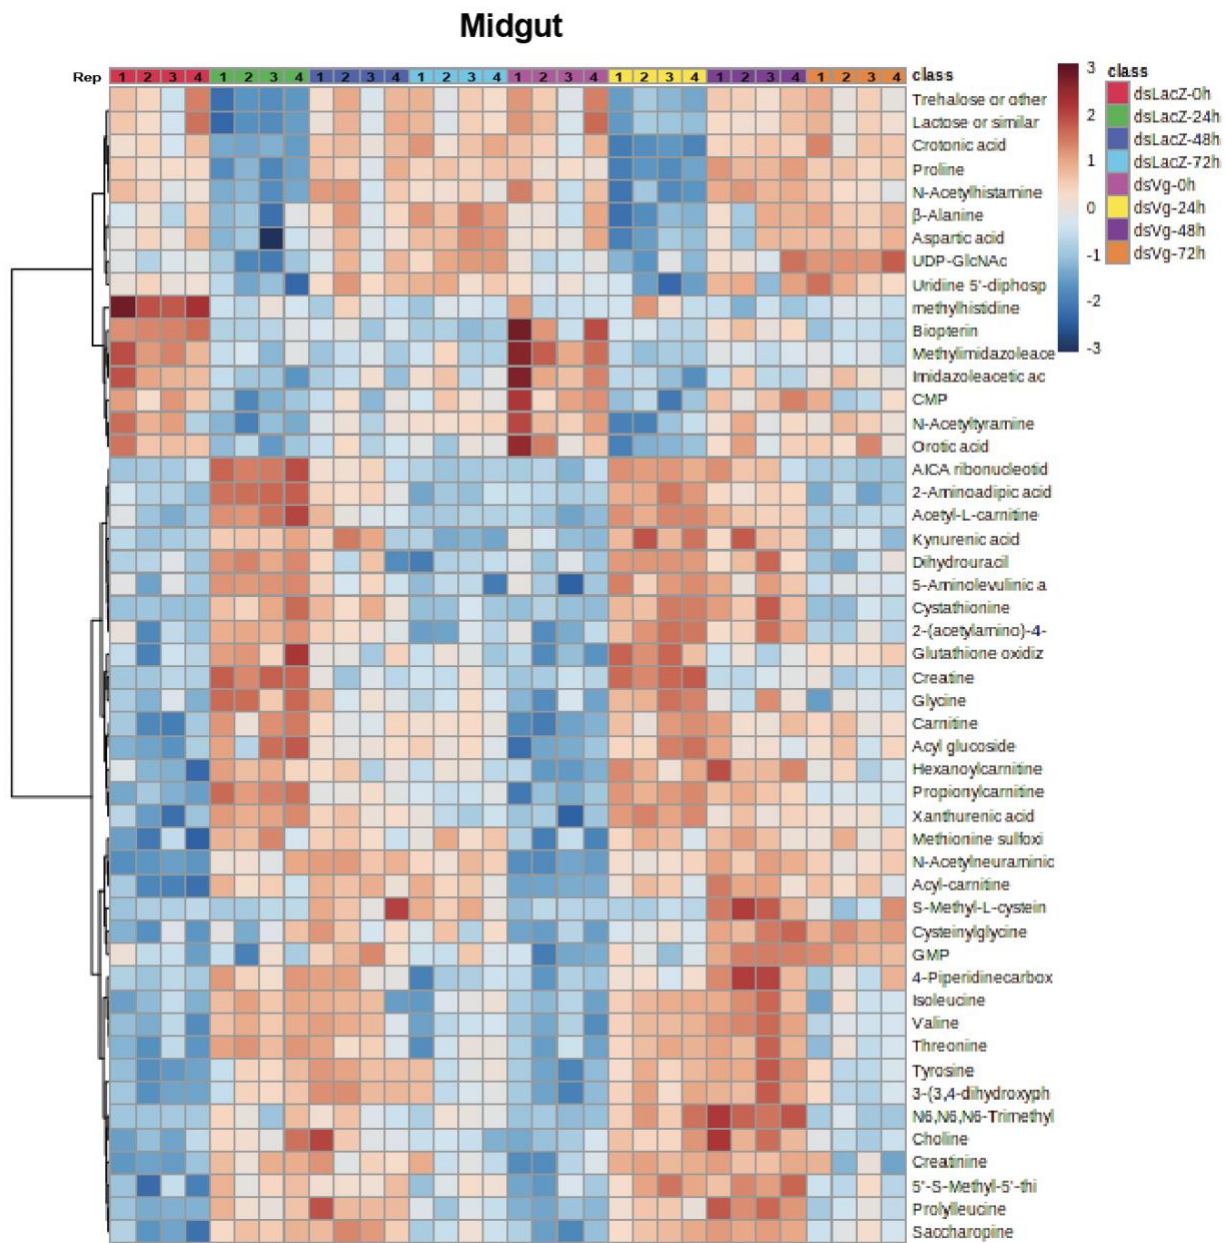 Midgut
Rep 1 2 3 4 1 2 3 4 1 2 3 4 1 2 3 4 1 2 3 4 1 2 3 4 1 2 3 4 1 2 3 4 class
Trehalose or other
Lactose or similar
Crotonic acid
Proline
N-Acetylhistamine
β-Alanine
Aspartic acid
UDP-GlcNAc
Uridine 5'-diphosp
methylhistidine
Biopterin
Methylimidazoleace
Imidazoleacetic ac
CMP
N-Acetyltyramine
Orotic acid
AICA ribonucleotid
2-Aminoadipic acid
Acetyl-L-carnitine
Kynurenic acid
Dihydrouracil
5-Aminolevulinic a
Cystathionine
2-(acetylamino)-4-
Glutathione oxidiz
Creatine
Glycine
Carnitine
Acyl glucoside
Hexanoylcarnitine
Propionylcarnitine
Xanthurenic acid
Methionine sulfoxi
N-Acetylneuraminic
Acyl-carnitine
S-Methyl-L-cystein
Cysteinylglycine
GMP
4-Piperidinecarbox
Isoleucine
Valine
Threonine
Tyrosine
3-(3,4-dihydroxyph
N6,N6,N6-Trimethyl
Choline
Creatinine
5'-S-Methyl-5'-thi
Prolylleucine
Saccharopine
3
2
1
0
-1
-2
-3
class
dsLacZ-0h
dsLacZ-24h
dsLacZ-48h
dsLacZ-72h
dsVg-0h
dsVg-24h
dsVg-48h
dsVg-72h